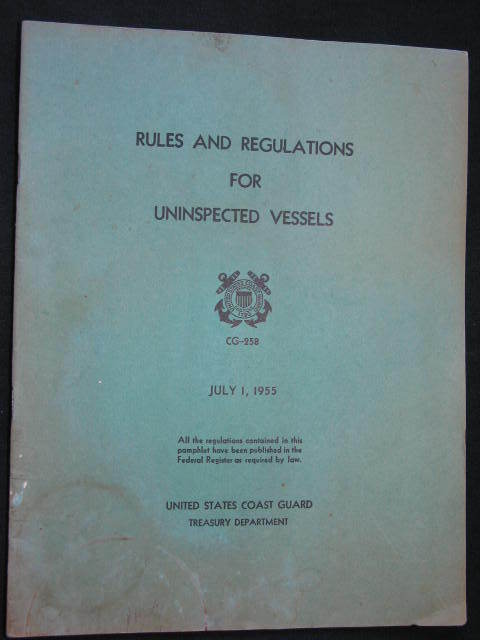 RULES AND REGULATIONS
FOR
UNINSPECTED VESSELS
CG-258
JULY 1, 1955
All the regulations contained in this
pamphlet have been published in the
Federal Register as required by law.
UNITED STATES COAST GUARD
TREASURY DEPARTMENT